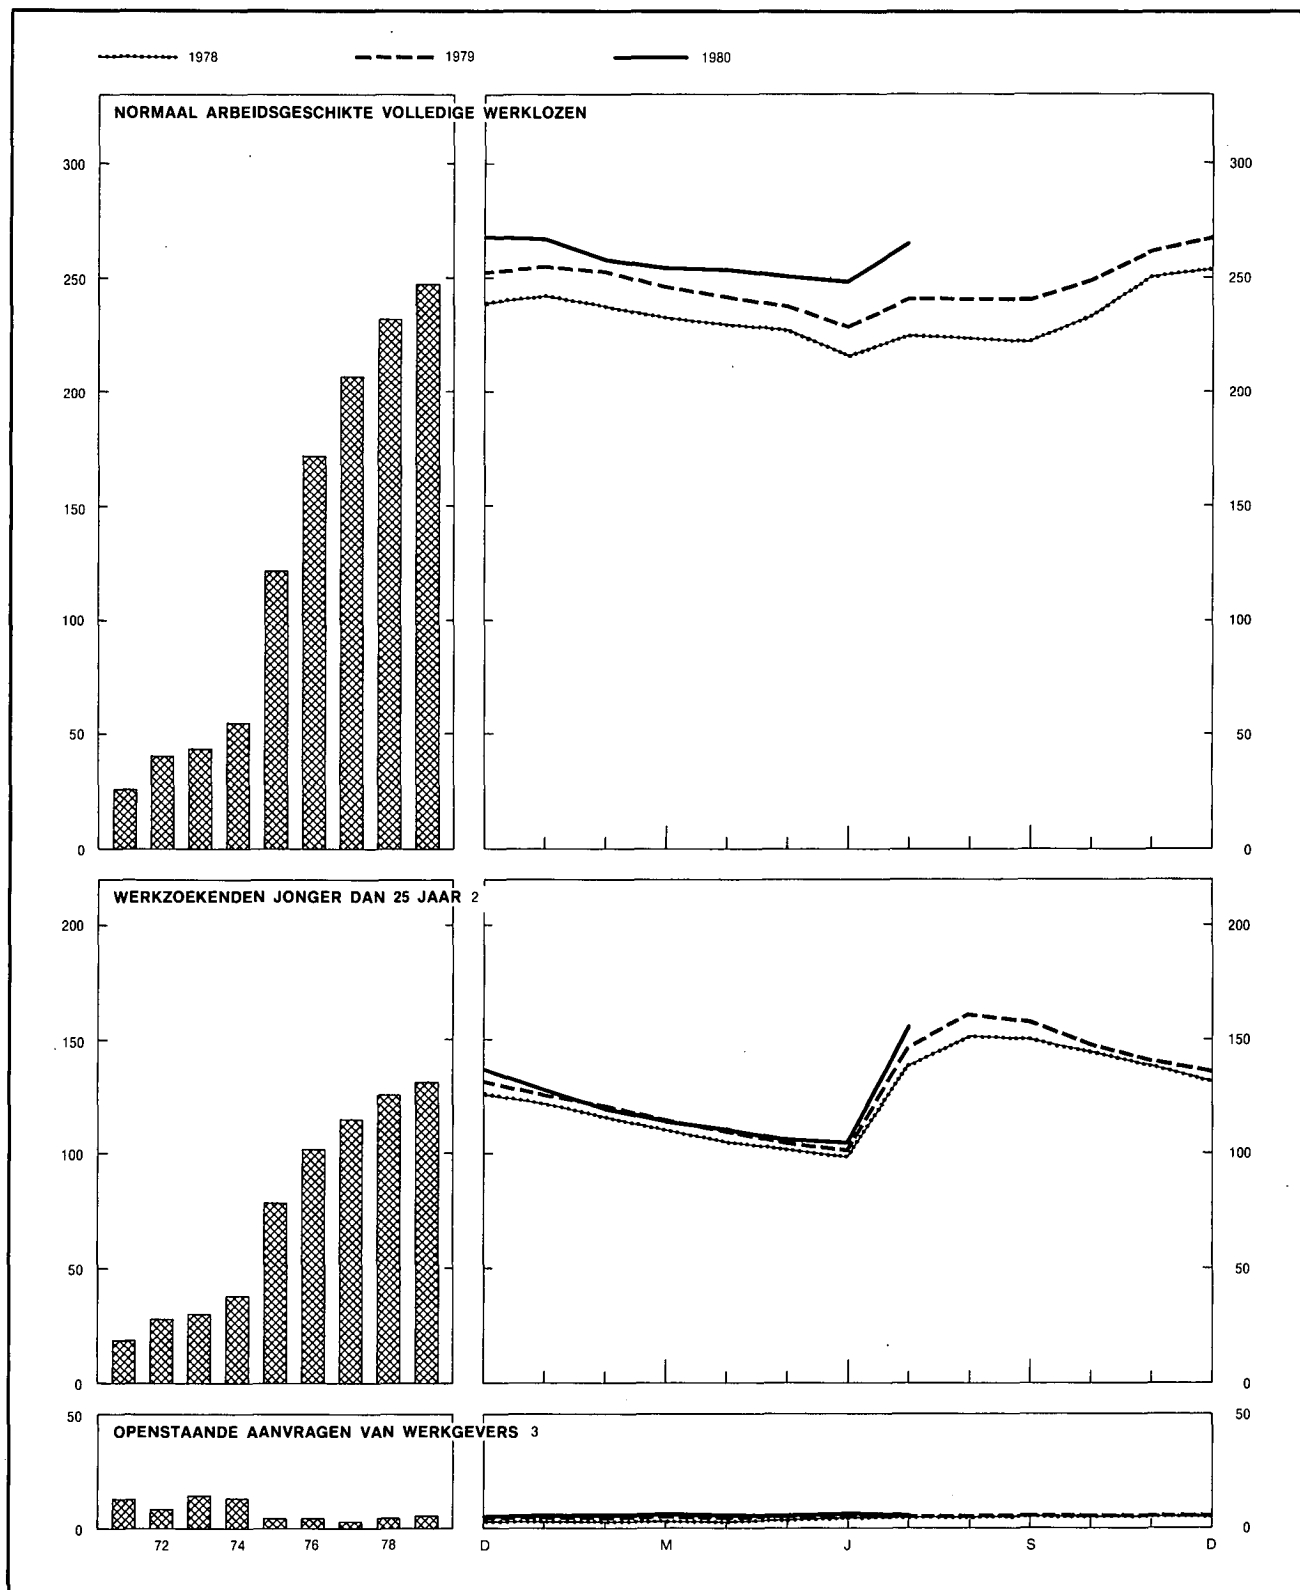 1978 1979 1980
NORMAAL ARBEIDSGESCHIKTE VOLLEDIGE WERKLOZEN
300 300
250 250
200 200
150 150
100 100
50 50
0 0
WERKZOEKENDEN JONGER DAN 25 JAAR 2
200 200
150 150
100 100
50 50
0 0
50 50
OPENSTAANDE AANVRAGEN VAN WERKGEVERS 3
0 0
72 74 76 78 D M J S D